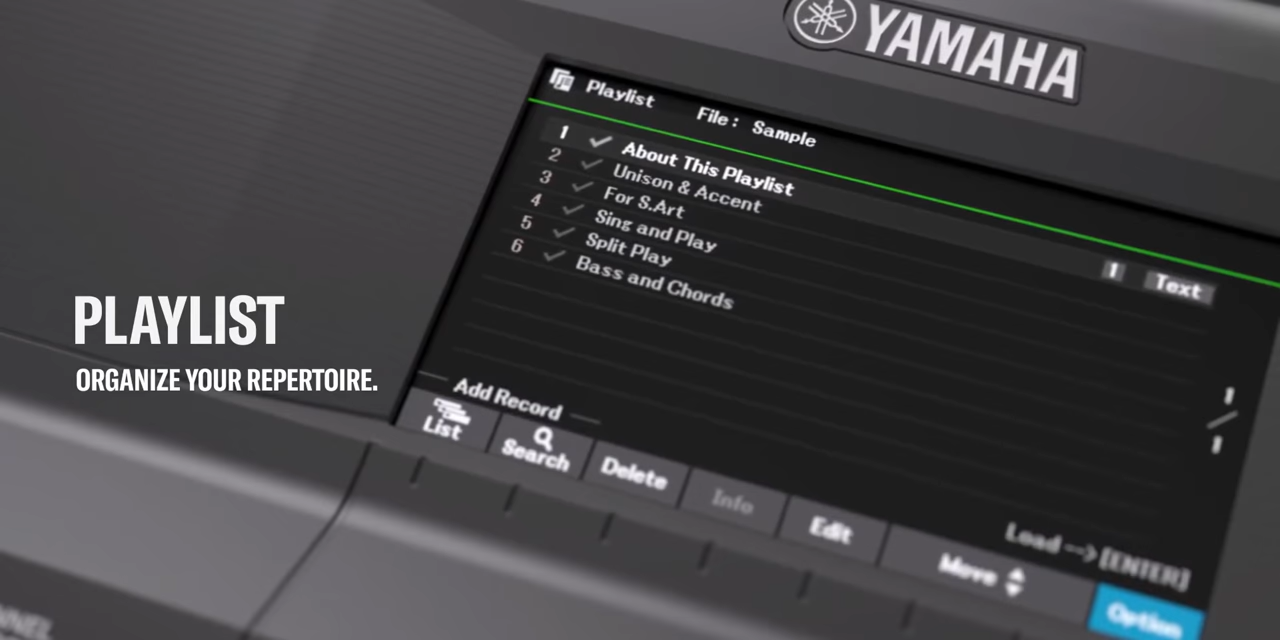 YAMAHA
Playlist File: Sample
1 About This Playlist
2 Unison & Accent
3 For S.Art
4 Sing and Play
5 Split Play
6 Bass and Chords
1 Text
PLAYLIST
ORGANIZE YOUR REPERTOIRE.
1/1
Add Record
List Search Delete Info Edit Move Option
Load-->[ENTER]